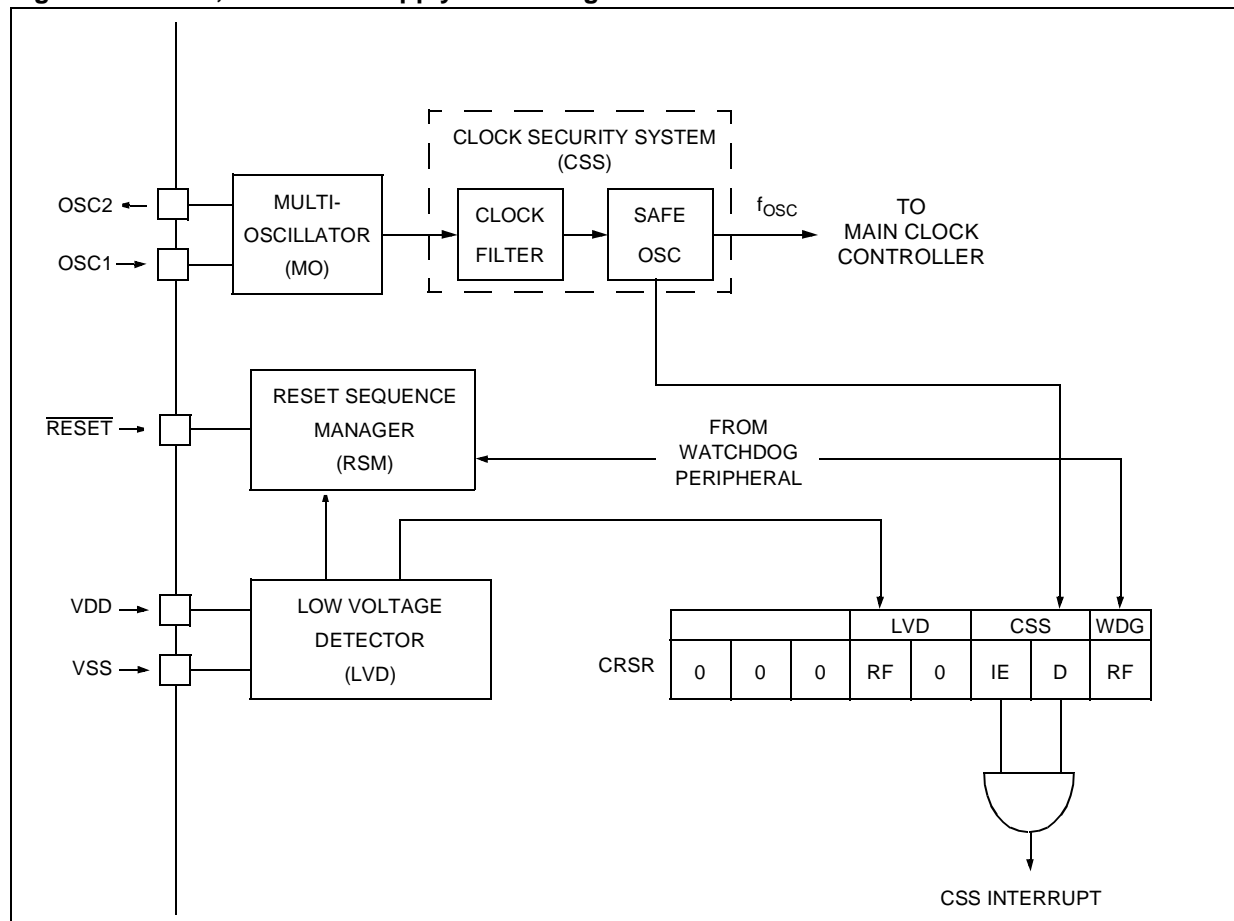 CLOCK SECURITY SYSTEM
(CSS)
OSC2
OSC1
MULTI-
OSCILLATOR
(MO)
CLOCK
FILTER
SAFE
OSC
fOSC
TO
MAIN CLOCK
CONTROLLER
RESET
RESET SEQUENCE
MANAGER
(RSM)
FROM
WATCHDOG
PERIPHERAL
VDD
VSS
LOW VOLTAGE
DETECTOR
(LVD)
LVD CSS WDG
CRSR 0 0 0 RF 0 IE D RF
CSS INTERRUPT